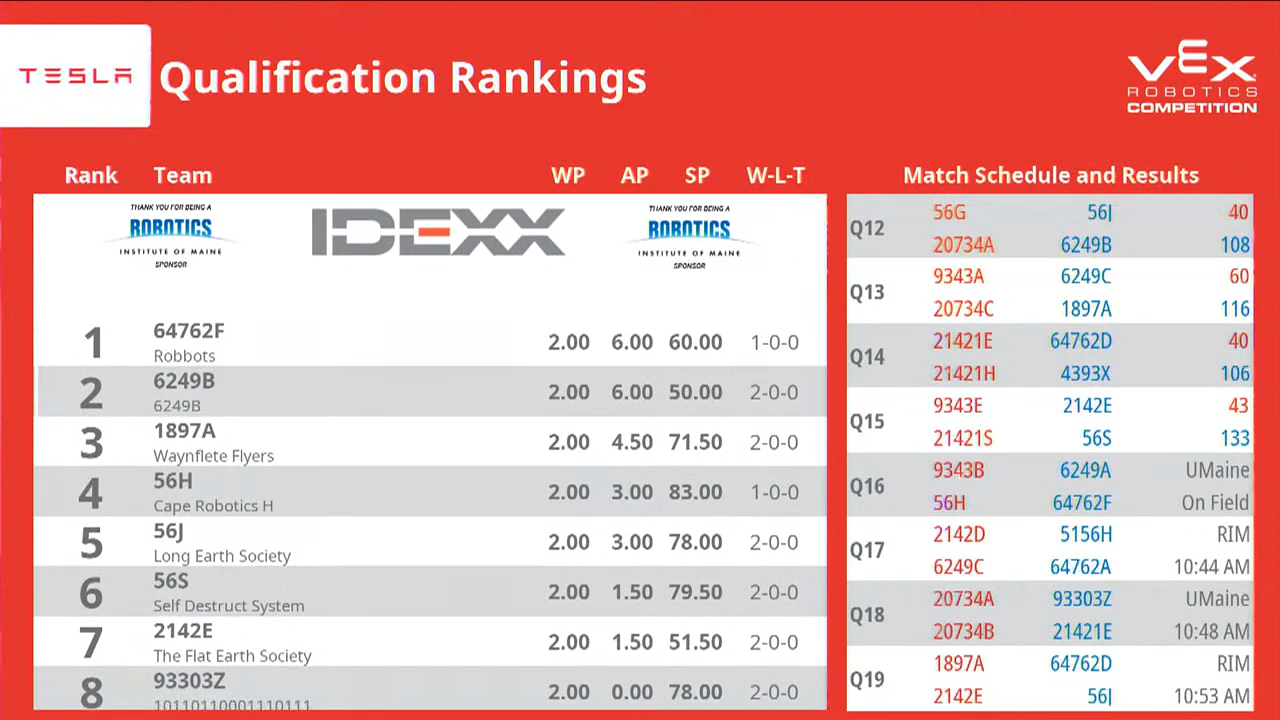 TESLA
Qualification Rankings
VEX
ROBOTICS
COMPETITION
Rank Team WP AP SP W-L-T
THANK YOU FOR BEING A
ROBOTICS
INSTITUTE OF MAINE
SPONSOR
IDEXX
THANK YOU FOR BEING A
ROBOTICS
INSTITUTE OF MAINE
SPONSOR
1 64762F 2.00 6.00 60.00 1-0-0
Robbots
2 6249B 2.00 6.00 50.00 2-0-0
6249B
3 1897A 2.00 4.50 71.50 2-0-0
Waynflete Flyers
4 56H 2.00 3.00 83.00 1-0-0
Cape Robotics H
5 56J 2.00 3.00 78.00 2-0-0
Long Earth Society
6 56S 2.00 1.50 79.50 2-0-0
Self Destruct System
7 2142E 2.00 1.50 51.50 2-0-0
The Flat Earth Society
8 93303Z 2.00 0.00 78.00 2-0-0
10110110001110111
Match Schedule and Results
Q12 56G 56J 40
20734A 6249B 108
Q13 9343A 6249C 60
20734C 1897A 116
Q14 21421E 64762D 40
21421H 4393X 106
Q15 9343E 2142E 43
21421S 56S 133
Q16 9343B 6249A UMaine
56H 64762F On Field
Q17 2142D 5156H RIM
6249C 64762A 10:44 AM
Q18 20734A 93303Z UMaine
20734B 21421E 10:48 AM
Q19 1897A 64762D RIM
2142E 56J 10:53 AM